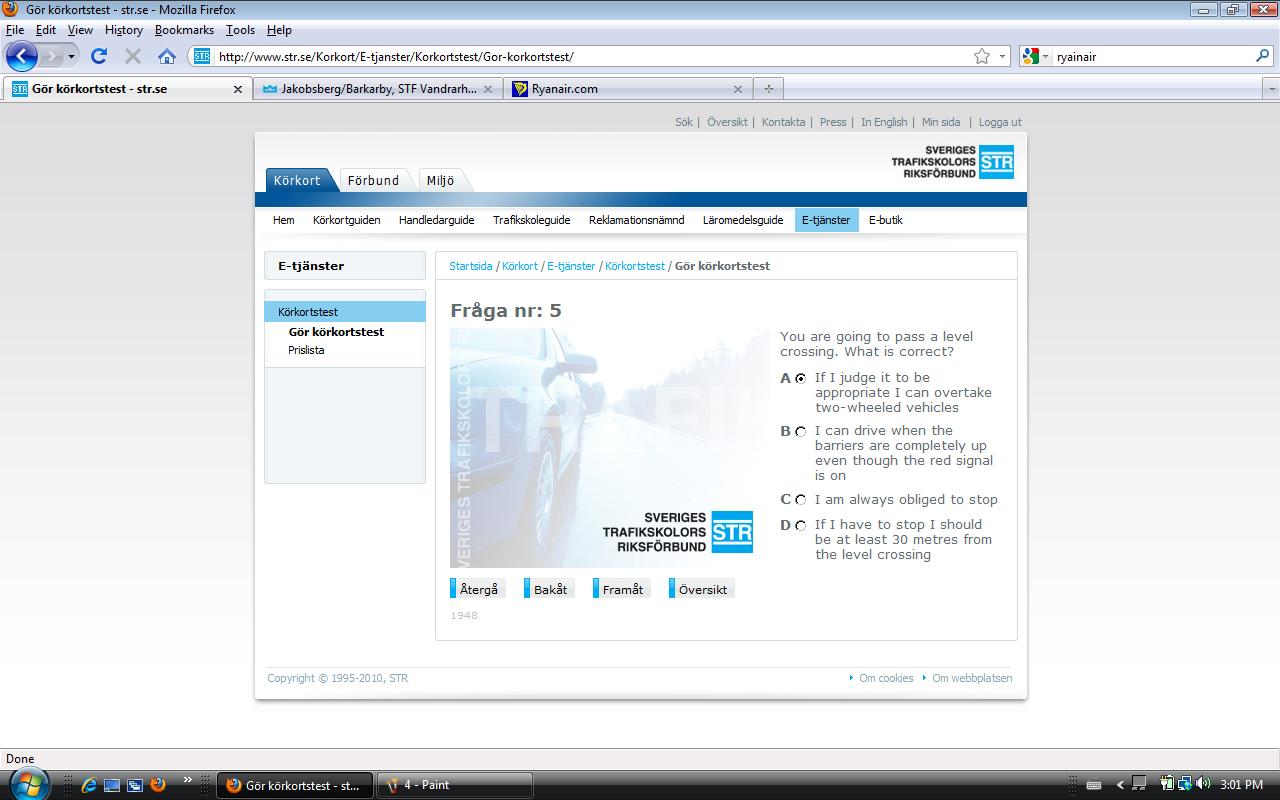 Gör körkortstest - str.se - Mozilla Firefox
File Edit View History Bookmarks Tools Help
STR http://www.str.se/Korkort/E-tjanster/Korkortstest/Gor-korkortstest/ ryainair
STR Gör körkortstest - str.se Jakobsberg/Barkarby, STF Vandrarh... Ryanair.com
Sök | Översikt | Kontakta | Press | In English | Min sida | Logga ut
SVERIGES
TRAFIKSKOLORS STR
RIKSFÖRBUND
Körkort Förbund Miljö
Hem Körkortguiden Handledarguide Trafikskoleguide Reklamationsnämnd Läromedelsguide E-tjänster E-butik
E-tjänster
Startsida / Körkort / E-tjänster / Körkortstest / Gör körkortstest
Körkortstest
Gör körkortstest
Prislista
Fråga nr: 5
SVERIGES TRAFIKSKOLORS
TRAFI
SVERIGES
TRAFIKSKOLORS STR
RIKSFÖRBUND
You are going to pass a level
crossing. What is correct?
A If I judge it to be
appropriate I can overtake
two-wheeled vehicles
B I can drive when the
barriers are completely up
even though the red signal
is on
C I am always obliged to stop
D If I have to stop I should
be at least 30 metres from
the level crossing
Återgå Bakåt Framåt Översikt
1948
Copyright © 1995-2010, STR Om cookies Om webbplatsen
Done
Gör körkortstest - st... 4 - Paint 3:01 PM